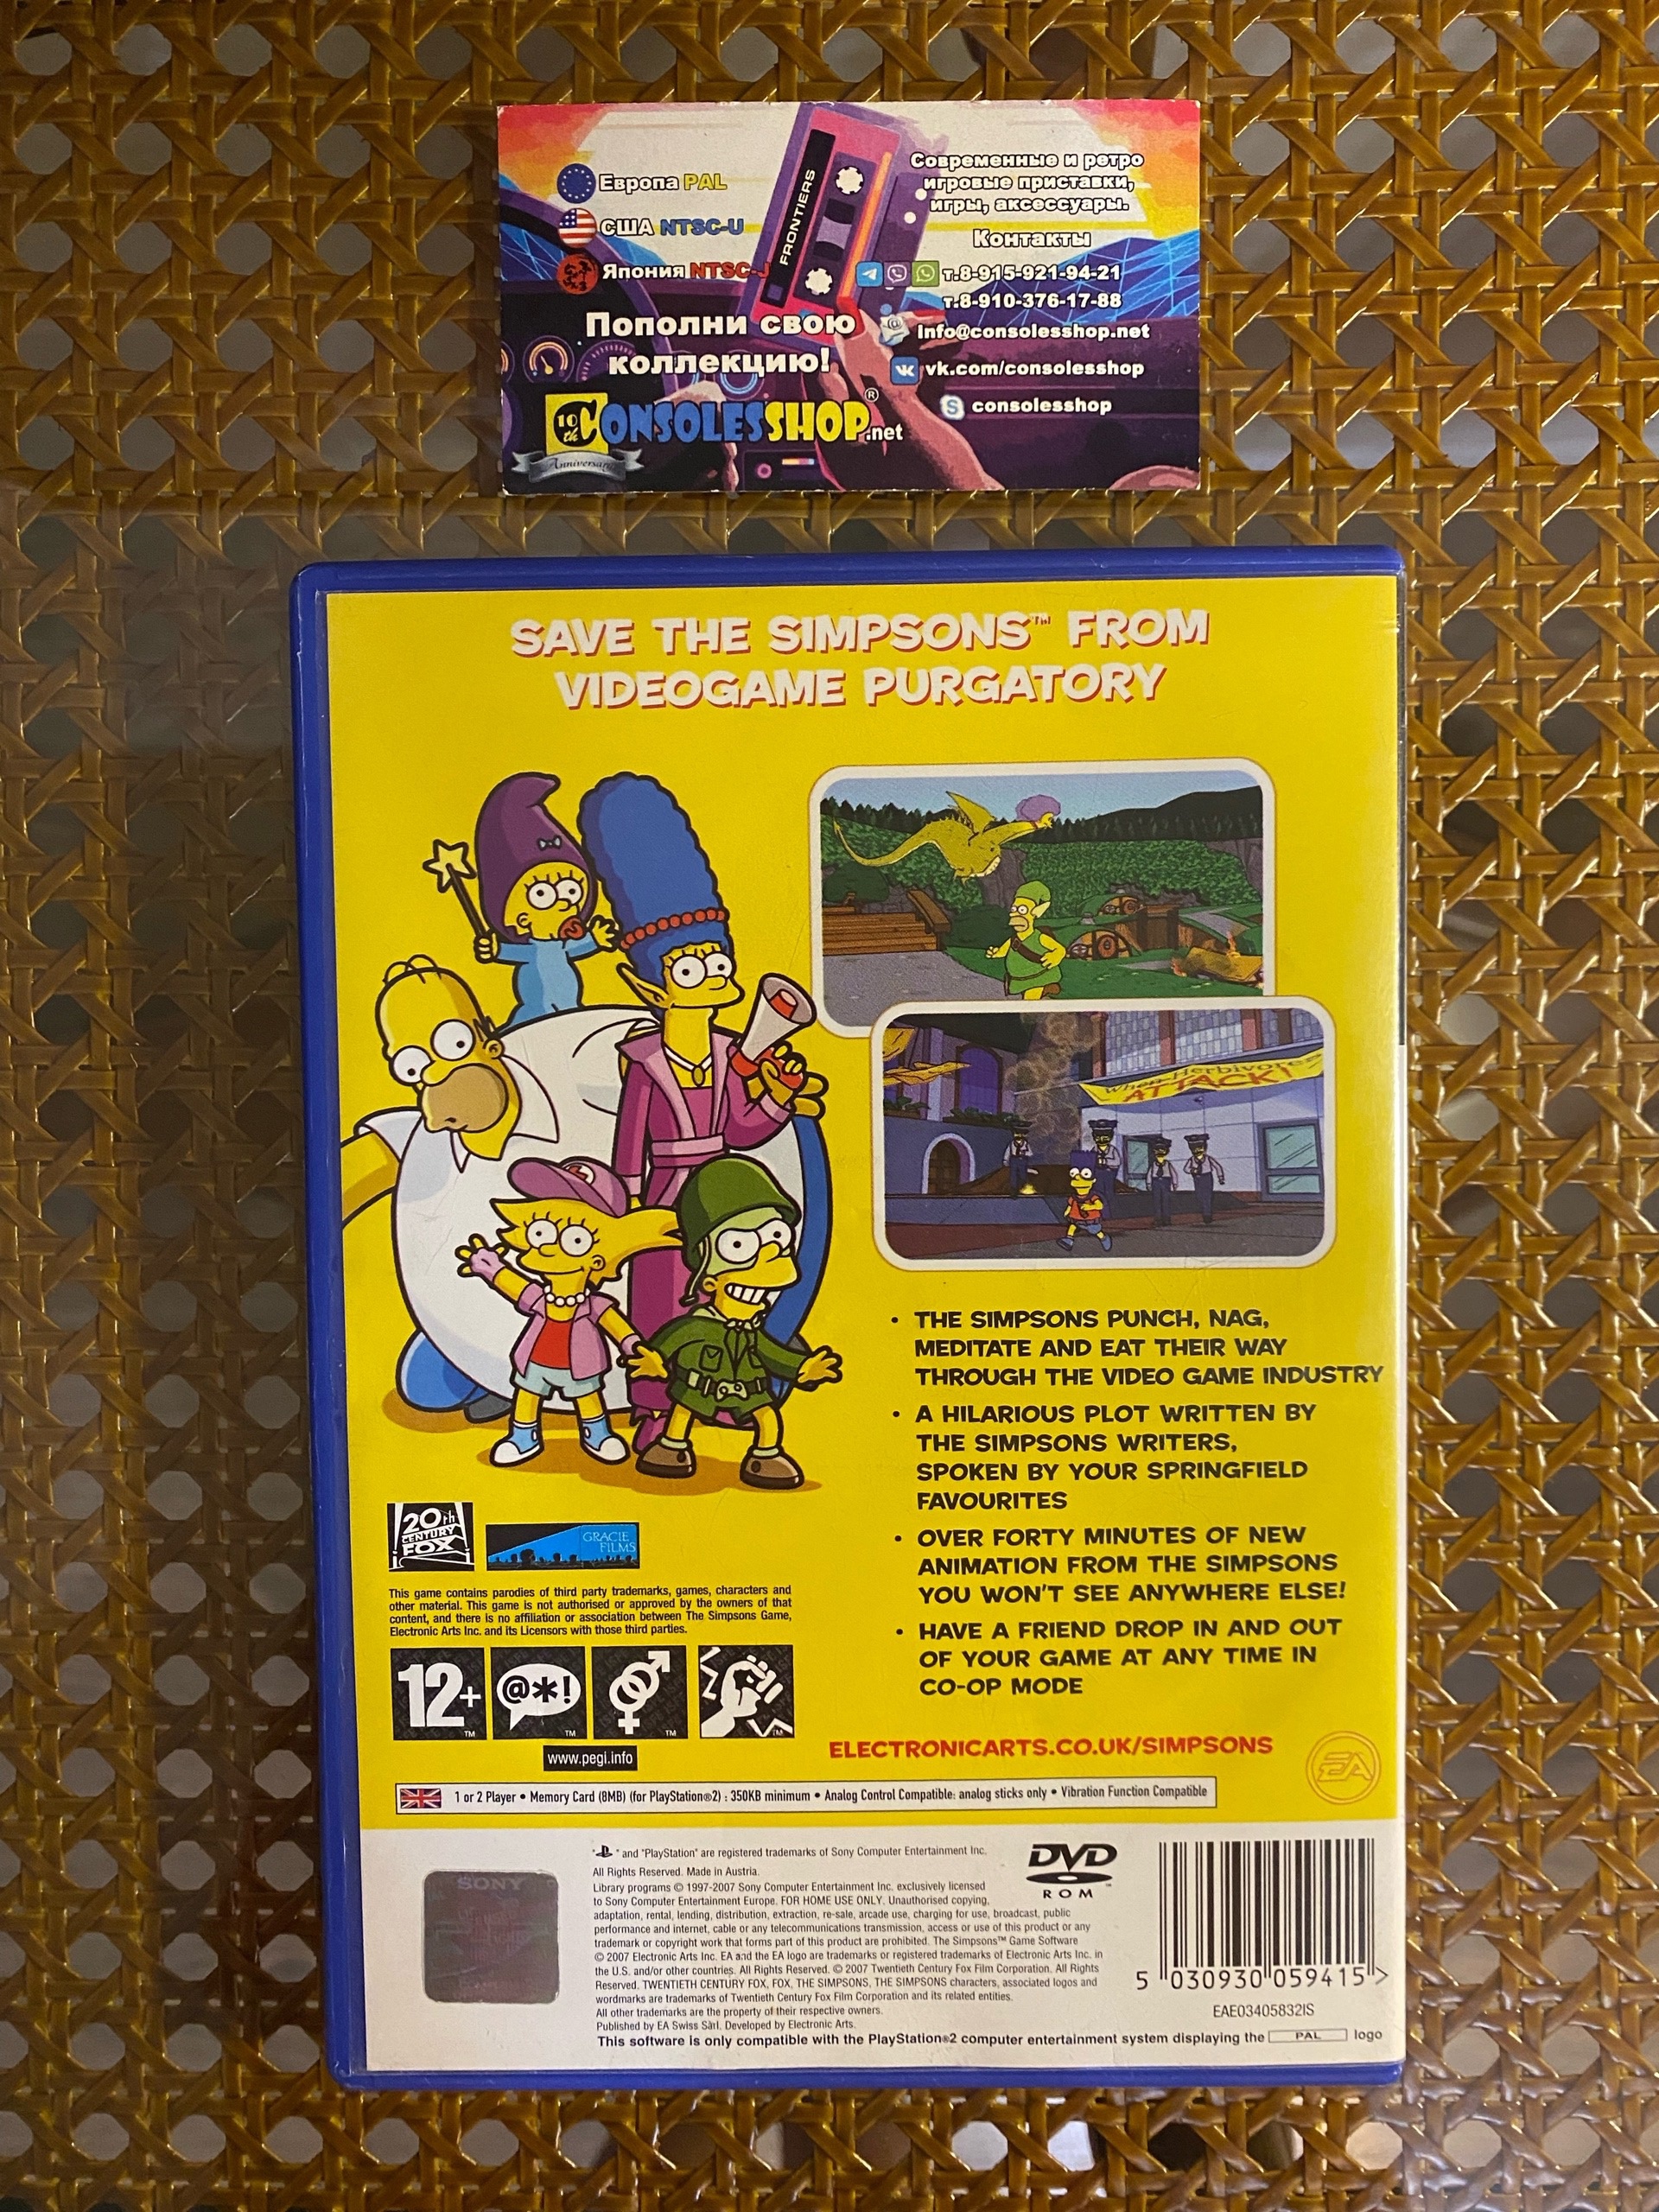 Европа PAL
США NTSC-U
Япония NTSC-J
Пополни свою
коллекцию!
10th
CONSOLESSHOP.net
®
Anniversary
FRONTIERS
Современные и ретро
игровые приставки,
игры, аксессуары.
Контакты
т.8-915-921-94-21
т.8-910-376-17-88
info@consolesshop.net
vk.com/consolesshop
consolesshop
SAVE THE SIMPSONS™ FROM
VIDEOGAME PURGATORY
When Herbivores
ATTACK!
• THE SIMPSONS PUNCH, NAG,
MEDITATE AND EAT THEIR WAY
THROUGH THE VIDEO GAME INDUSTRY
• A HILARIOUS PLOT WRITTEN BY
THE SIMPSONS WRITERS,
SPOKEN BY YOUR SPRINGFIELD
FAVOURITES
• OVER FORTY MINUTES OF NEW
ANIMATION FROM THE SIMPSONS
YOU WON'T SEE ANYWHERE ELSE!
• HAVE A FRIEND DROP IN AND OUT
OF YOUR GAME AT ANY TIME IN
CO-OP MODE
20th
CENTURY
FOX
GRACIE
FILMS
This game contains parodies of third party trademarks, games, characters and
other material. This game is not authorised or approved by the owners of that
content, and there is no affiliation or association between The Simpsons Game,
Electronic Arts Inc. and its Licensors with those third parties.
12+ ™
@*! ™
™
™
www.pegi.info
ELECTRONICARTS.CO.UK/SIMPSONS
EA
1 or 2 Player • Memory Card (8MB) (for PlayStation®2) : 350KB minimum • Analog Control Compatible: analog sticks only • Vibration Function Compatible
SONY
" " and "PlayStation" are registered trademarks of Sony Computer Entertainment Inc.
All Rights Reserved. Made in Austria.
Library programs © 1997-2007 Sony Computer Entertainment Inc. exclusively licensed
to Sony Computer Entertainment Europe. FOR HOME USE ONLY. Unauthorised copying,
adaptation, rental, lending, distribution, extraction, re-sale, arcade use, charging for use, broadcast, public
performance and internet, cable or any telecommunications transmission, access or use of this product or any
trademark or copyright work that forms part of this product are prohibited. The Simpsons™ Game Software
© 2007 Electronic Arts Inc. EA and the EA logo are trademarks or registered trademarks of Electronic Arts Inc. in
the U.S. and/or other countries. All Rights Reserved. © 2007 Twentieth Century Fox Film Corporation. All Rights
Reserved. TWENTIETH CENTURY FOX, FOX, THE SIMPSONS, THE SIMPSONS characters, associated logos and
wordmarks are trademarks of Twentieth Century Fox Film Corporation and its related entities.
All other trademarks are the property of their respective owners.
Published by EA Swiss Sàrl. Developed by Electronic Arts.
This software is only compatible with the PlayStation®2 computer entertainment system displaying the PAL logo
DVD
ROM
5 030930 059415 >
EAE03405832IS